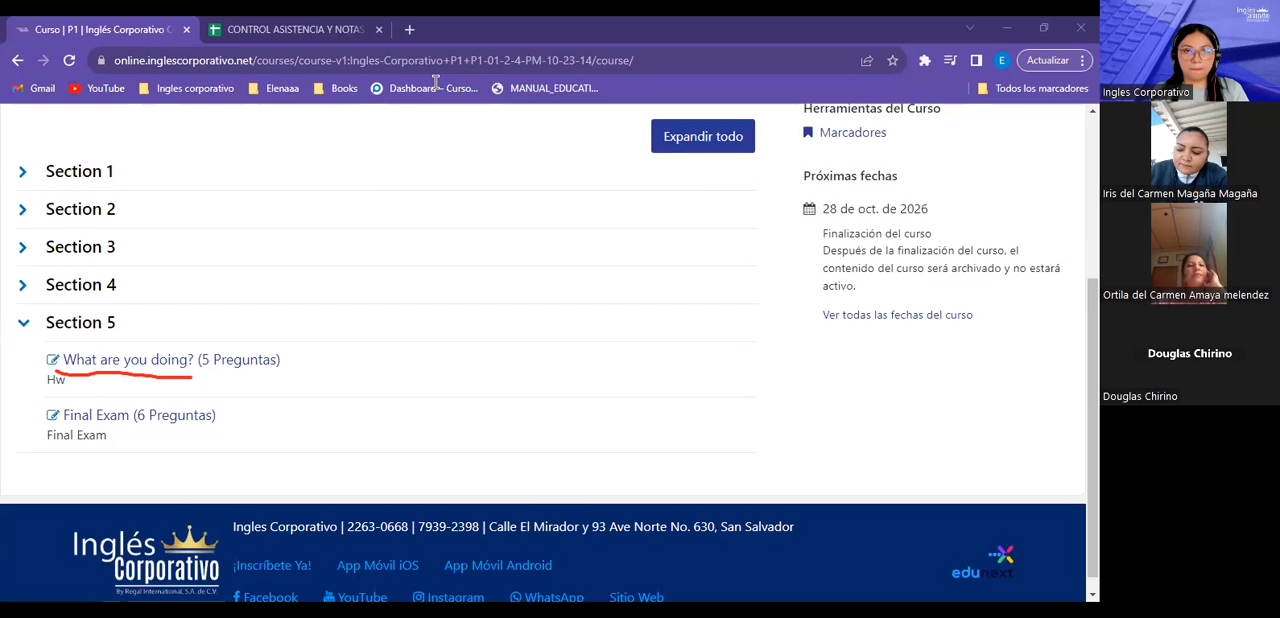 Curso | P1 | Inglés Corporativo C
CONTROL ASISTENCIA Y NOTAS
online.inglescorporativo.net/courses/course-v1:Ingles-Corporativo+P1+P1-01-2-4-PM-10-23-14/course/
E
Actualizar
Gmail
YouTube
Ingles corporativo
Elenaaa
Books
Dashboard - Curso...
MANUAL_EDUCATI...
Todos los marcadores
Expandir todo
Section 1
Section 2
Section 3
Section 4
Section 5
What are you doing? (5 Preguntas)
Hw
Final Exam (6 Preguntas)
Final Exam
Herramientas del Curso
Marcadores
Próximas fechas
28 de oct. de 2026
Finalización del curso
Después de la finalización del curso, el
contenido del curso será archivado y no estará
activo.
Ver todas las fechas del curso
Inglés
Corporativo
By Regal International, S.A. de C.V.
Ingles Corporativo | 2263-0668 | 7939-2398 | Calle El Mirador y 93 Ave Norte No. 630, San Salvador
¡Inscríbete Ya!
App Móvil iOS
App Móvil Android
Facebook
YouTube
Instagram
WhatsApp
Sitio Web
edunext
Inglés
Corporativo
Ingles Corporativo
Iris del Carmen Magaña Magaña
Ortila del Carmen Amaya melendez
Douglas Chirino
Douglas Chirino